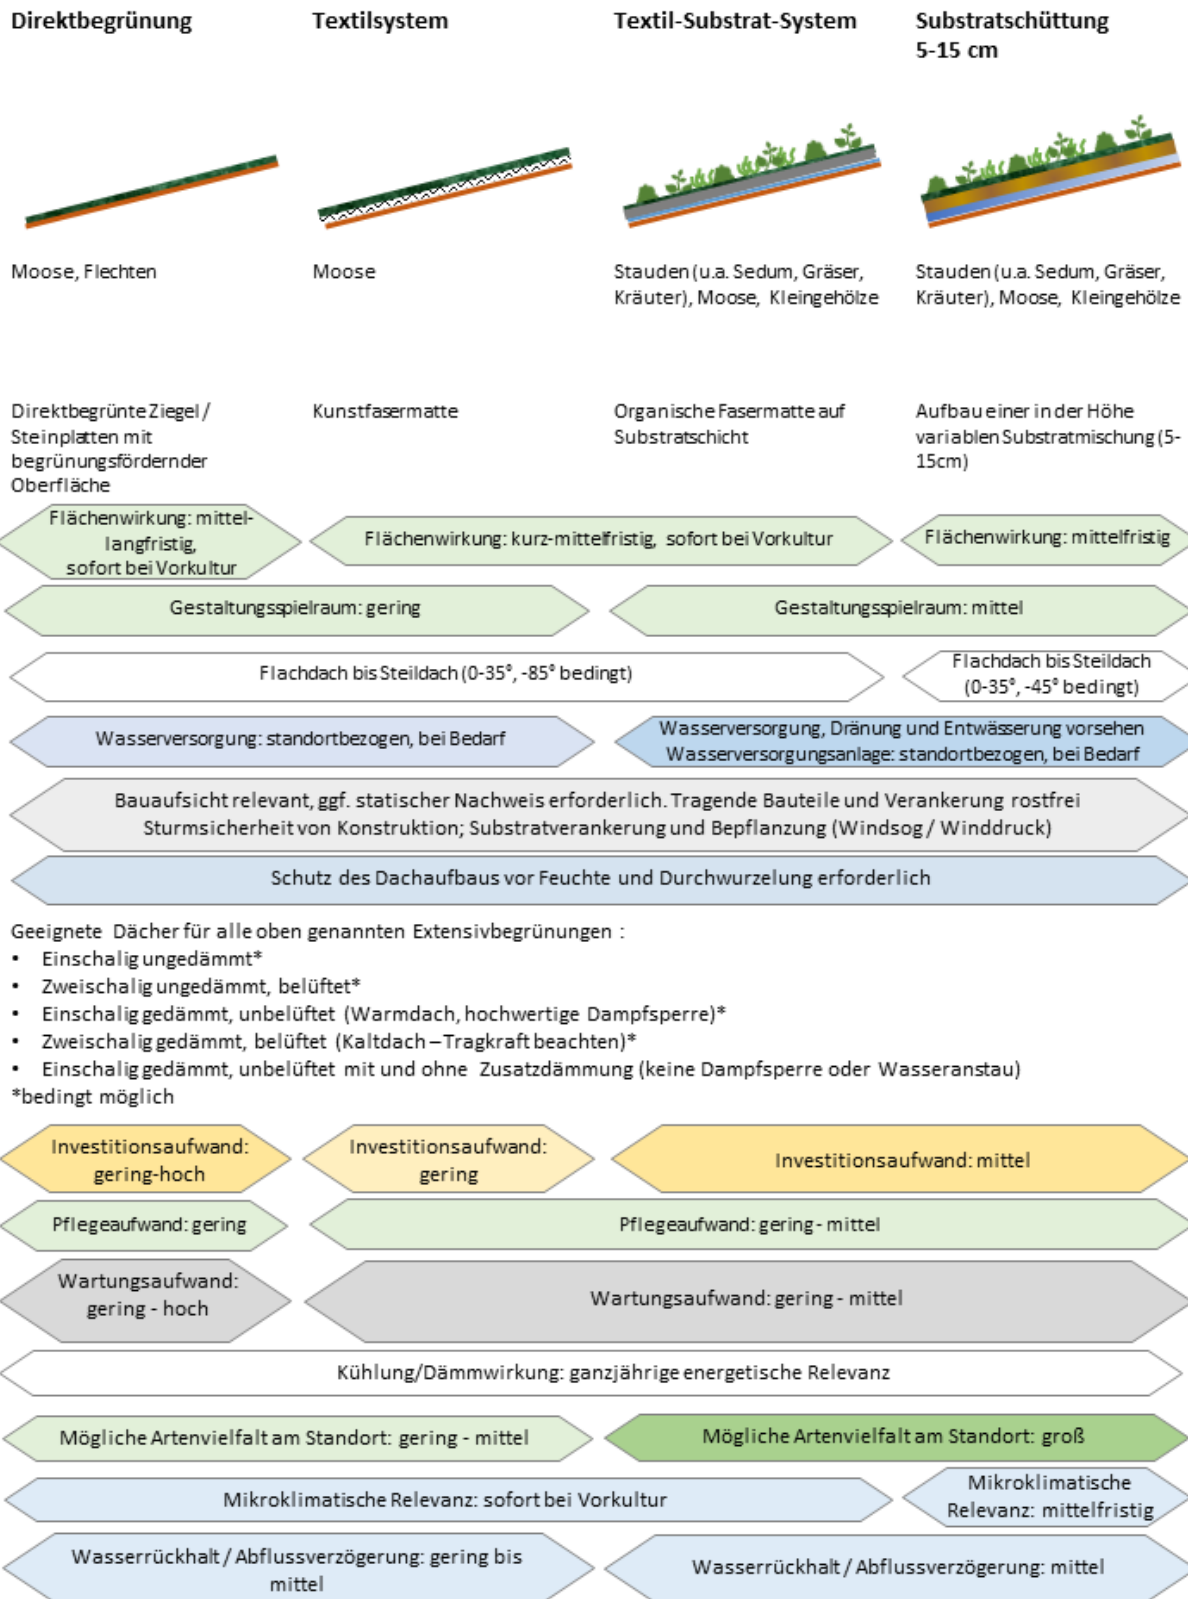 Direktbegrünung
Textilsystem
Textil-Substrat-System
Substratschüttung
5-15 cm
Moose, Flechten
Moose
Stauden (u.a. Sedum, Gräser,
Kräuter), Moose, Kleingehölze
Stauden (u.a. Sedum, Gräser,
Kräuter), Moose, Kleingehölze
Direktbegrünte Ziegel /
Steinplatten mit
begrünungsfördernder
Oberfläche
Kunstfasermatte
Organische Fasermatte auf
Substratschicht
Aufbau einer in der Höhe
variablen Substratmischung (5-
15cm)
Flächenwirkung: mittel-
langfristig,
sofort bei Vorkultur
Flächenwirkung: kurz-mittelfristig, sofort bei Vorkultur
Flächenwirkung: mittelfristig
Gestaltungsspielraum: gering
Gestaltungsspielraum: mittel
Flachdach bis Steildach (0-35°, -85° bedingt)
Flachdach bis Steildach
(0-35°, -45° bedingt)
Wasserversorgung: standortbezogen, bei Bedarf
Wasserversorgung, Dränung und Entwässerung vorsehen
Wasserversorgungsanlage: standortbezogen, bei Bedarf
Bauaufsicht relevant, ggf. statischer Nachweis erforderlich. Tragende Bauteile und Verankerung rostfrei
Sturmsicherheit von Konstruktion; Substratverankerung und Bepflanzung (Windsog / Winddruck)
Schutz des Dachaufbaus vor Feuchte und Durchwurzelung erforderlich
Geeignete Dächer für alle oben genannten Extensivbegrünungen :
• Einschalig ungedämmt*
• Zweischalig ungedämmt, belüftet*
• Einschalig gedämmt, unbelüftet (Warmdach, hochwertige Dampfsperre)*
• Zweischalig gedämmt, belüftet (Kaltdach – Tragkraft beachten)*
• Einschalig gedämmt, unbelüftet mit und ohne Zusatzdämmung (keine Dampfsperre oder Wasseranstau)
*bedingt möglich
Investitionsaufwand:
gering-hoch
Investitionsaufwand:
gering
Investitionsaufwand: mittel
Pflegeaufwand: gering
Pflegeaufwand: gering - mittel
Wartungsaufwand:
gering - hoch
Wartungsaufwand: gering - mittel
Kühlung/Dämmwirkung: ganzjährige energetische Relevanz
Mögliche Artenvielfalt am Standort: gering - mittel
Mögliche Artenvielfalt am Standort: groß
Mikroklimatische Relevanz: sofort bei Vorkultur
Mikroklimatische
Relevanz: mittelfristig
Wasserrückhalt / Abflussverzögerung: gering bis
mittel
Wasserrückhalt / Abflussverzögerung: mittel